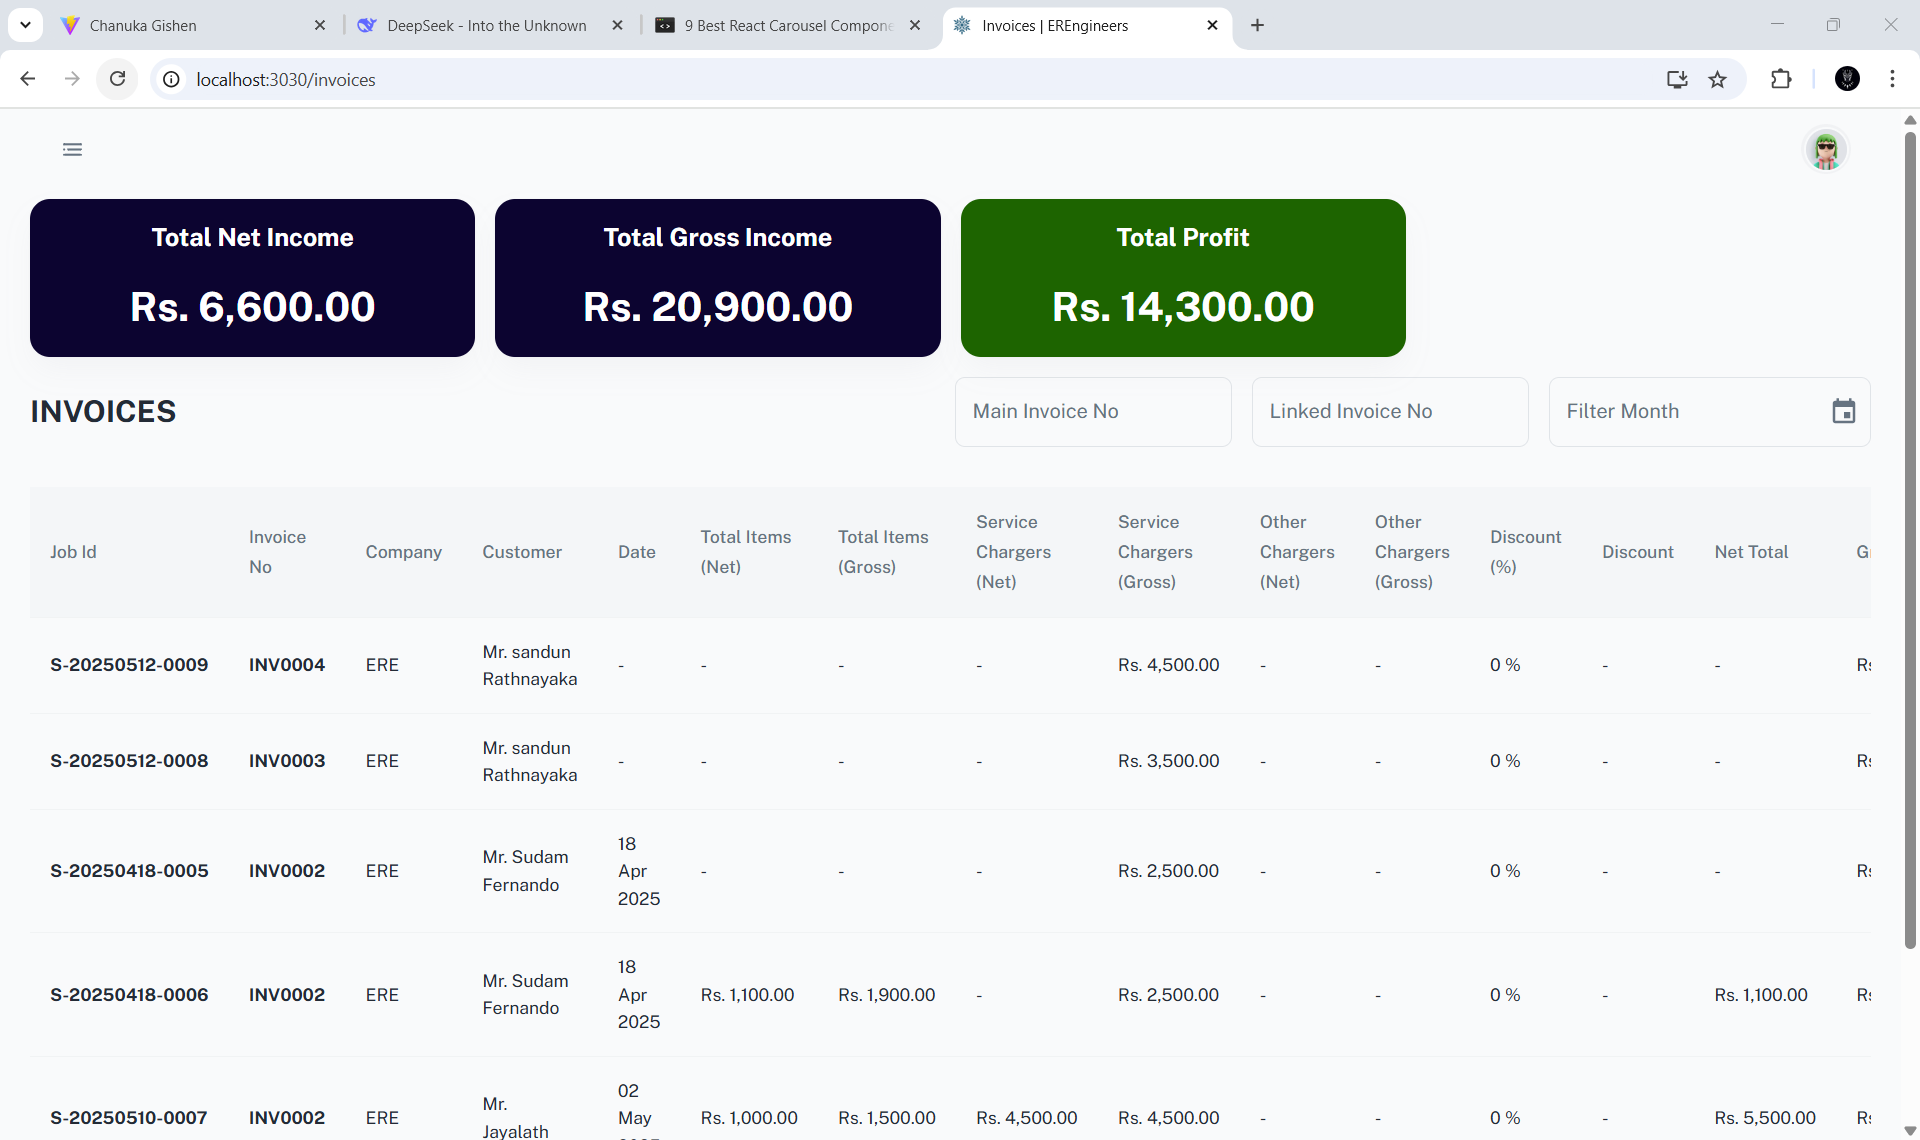 Chanuka Gishen
DeepSeek - Into the Unknown
9 Best React Carousel Compone
Invoices | EREngineers
localhost:3030/invoices
Total Net Income
Rs. 6,600.00
Total Gross Income
Rs. 20,900.00
Total Profit
Rs. 14,300.00
INVOICES
Main Invoice No
Linked Invoice No
Filter Month
Job Id
Invoice
No
Company
Customer
Date
Total Items
(Net)
Total Items
(Gross)
Service
Chargers
(Net)
Service
Chargers
(Gross)
Other
Chargers
(Net)
Other
Chargers
(Gross)
Discount
(%)
Discount
Net Total
S-20250512-0009
INV0004
ERE
Mr. sandun
Rathnayaka
-
-
-
-
Rs. 4,500.00
-
-
0 %
-
-
Rs
S-20250512-0008
INV0003
ERE
Mr. sandun
Rathnayaka
-
-
-
-
Rs. 3,500.00
-
-
0 %
-
-
Rs
S-20250418-0005
INV0002
ERE
Mr. Sudam
Fernando
18
Apr
2025
-
-
-
Rs. 2,500.00
-
-
0 %
-
-
Rs
S-20250418-0006
INV0002
ERE
Mr. Sudam
Fernando
18
Apr
2025
Rs. 1,100.00
Rs. 1,900.00
-
Rs. 2,500.00
-
-
0 %
-
Rs. 1,100.00
Rs
S-20250510-0007
INV0002
ERE
Mr.
Jayalath
02
May
Rs. 1,000.00
Rs. 1,500.00
Rs. 4,500.00
Rs. 4,500.00
-
-
0 %
-
Rs. 5,500.00
Rs